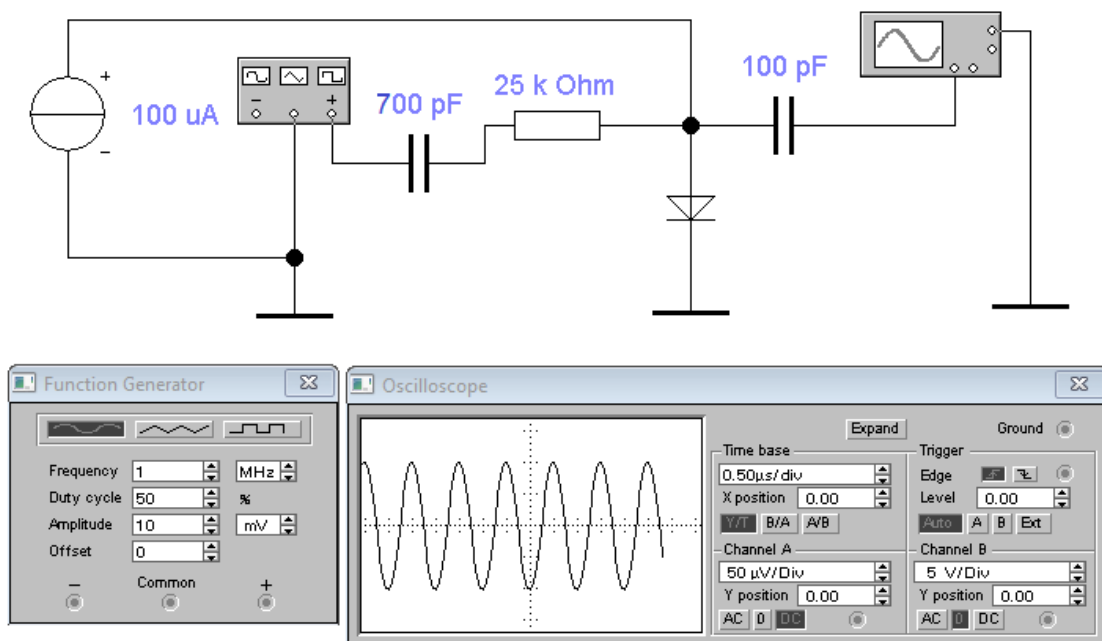 +
−
100 uA
− +
700 pF
25 k Ohm
100 pF
Function Generator
Frequency 1 MHz
Duty cycle 50 %
Amplitude 10 mV
Offset 0
− Common +
Oscilloscope
Expand Ground
Time base
0.50µs/div
X position 0.00
Y/T B/A A/B
Trigger
Edge
Level 0.00
Auto A B Ext
Channel A
50 µV/Div
Y position 0.00
AC 0 DC
Channel B
5 V/Div
Y position 0.00
AC 0 DC